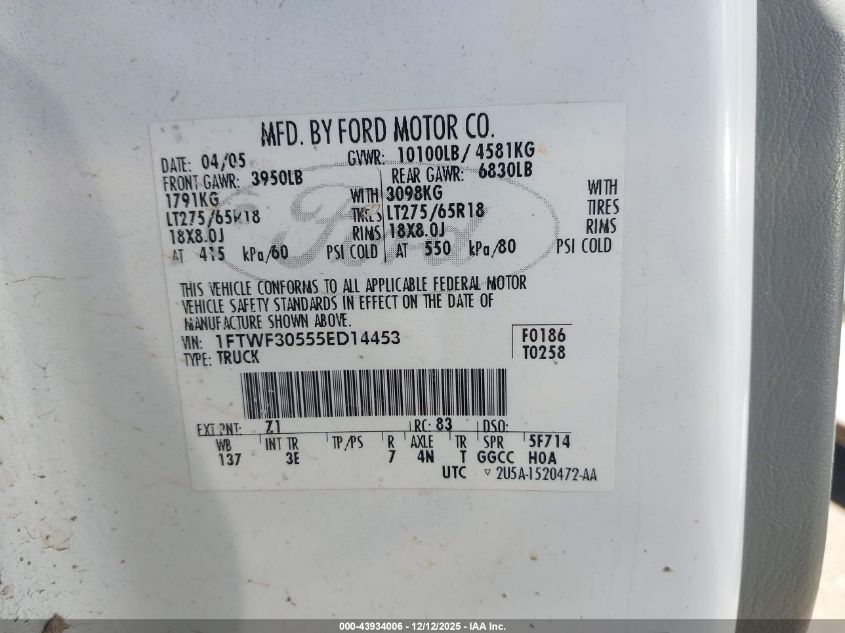 MFD. BY FORD MOTOR CO.
DATE: 04/05 GVWR: 10100LB/ 4581KG
FRONT GAWR: 3950LB REAR GAWR: 6830LB
1791KG WITH 3098KG WITH
LT275/65R18 TIRES LT275/65R18 TIRES
18X8.0J RIMS 18X8.0J RIMS
AT 415 kPa/60 PSI COLD AT 550 kPa/80 PSI COLD
Ford
THIS VEHICLE CONFORMS TO ALL APPLICABLE FEDERAL MOTOR
VEHICLE SAFETY STANDARDS IN EFFECT ON THE DATE OF
MANUFACTURE SHOWN ABOVE.
VIN: 1FTWF30555ED14453 F0186
TYPE: TRUCK T0258
EXT PNT: Z1 RC: 83 DSO:
WB INT TR TP/PS R AXLE TR SPR 5F714
137 3E 7 4N T GGCC H0A
UTC ▽ 2U5A-1520472-AA
000-43934006 - 12/12/2025 - IAA Inc.